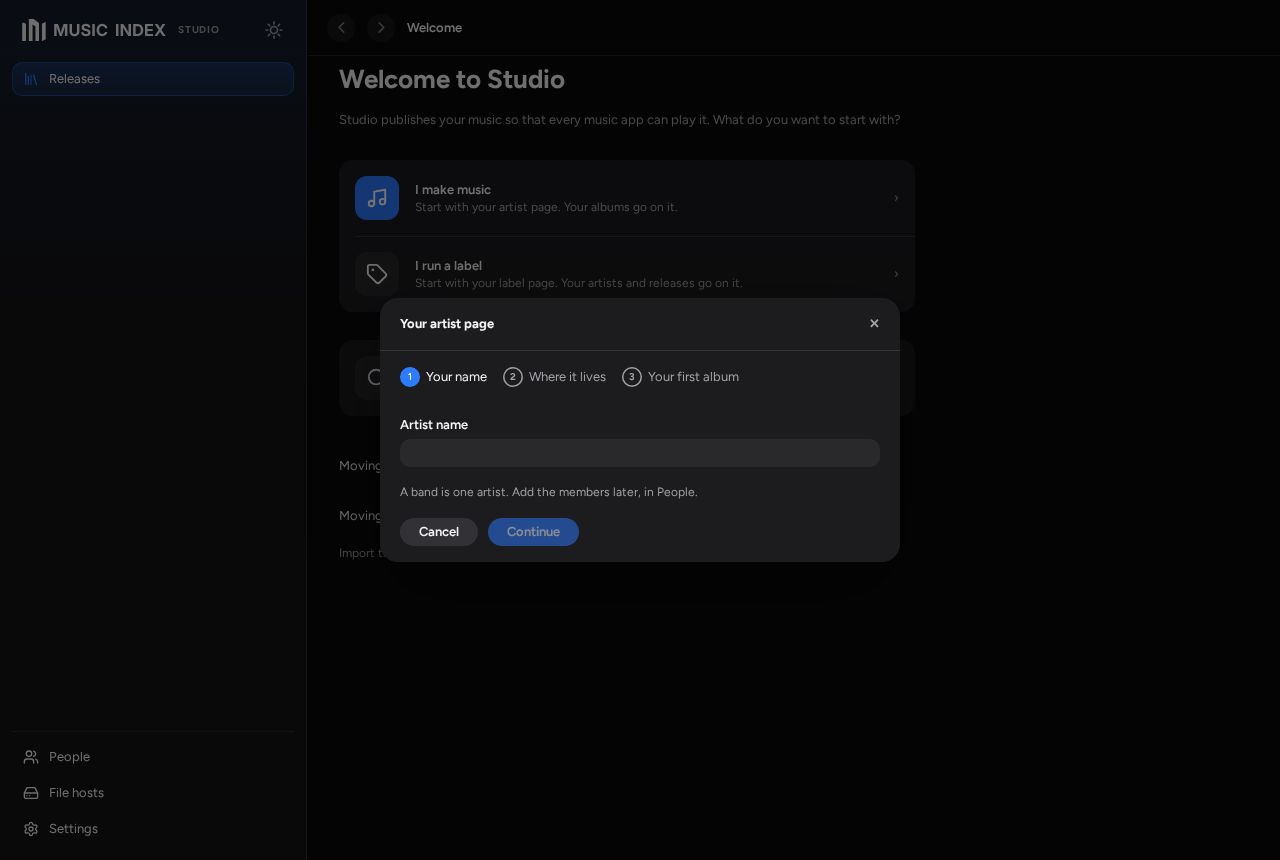 MUSIC INDEX STUDIO
Releases
Welcome
Welcome to Studio
Studio publishes your music so that every music app can play it. What do you want to start with?
I make music
Start with your artist page. Your albums go on it.
I run a label
Start with your label page. Your artists and releases go on it.
Your artist page
1 Your name 2 Where it lives 3 Your first album
Artist name
A band is one artist. Add the members later, in People.
Cancel Continue
Moving
Moving
Import
People
File hosts
Settings